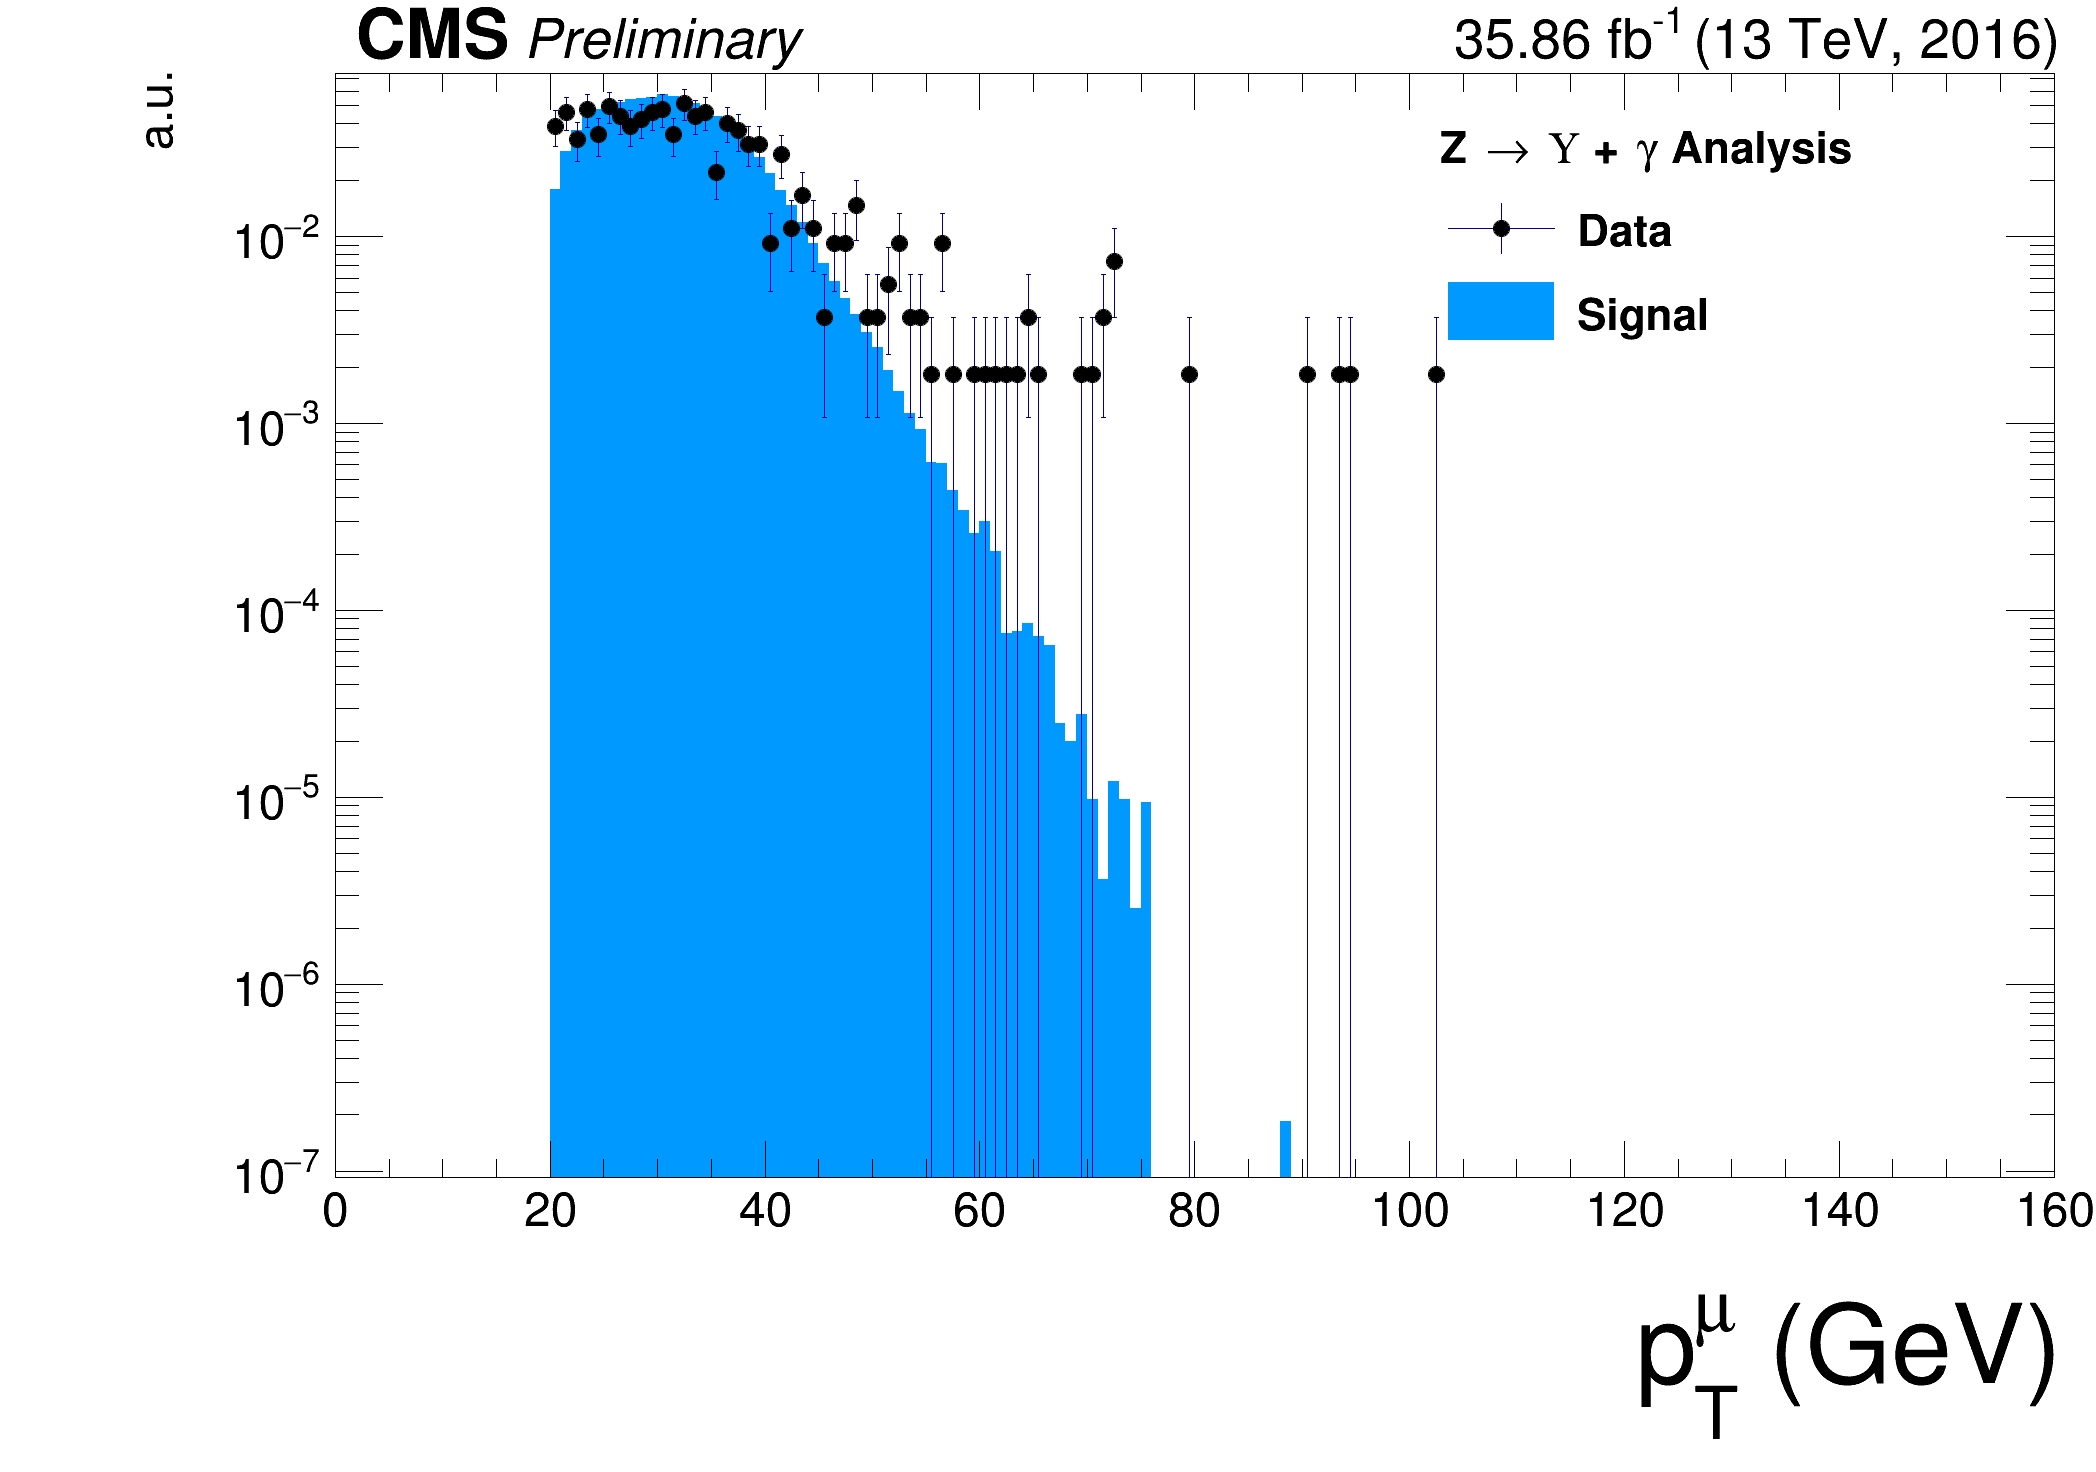 CMS Preliminary 35.86 fb⁻¹ (13 TeV, 2016)
a.u.
Z → Υ + γ Analysis
Data
Signal
10⁻²
10⁻³
10⁻⁴
10⁻⁵
10⁻⁶
10⁻⁷
0 20 40 60 80 100 120 140 160
p_T^μ (GeV)